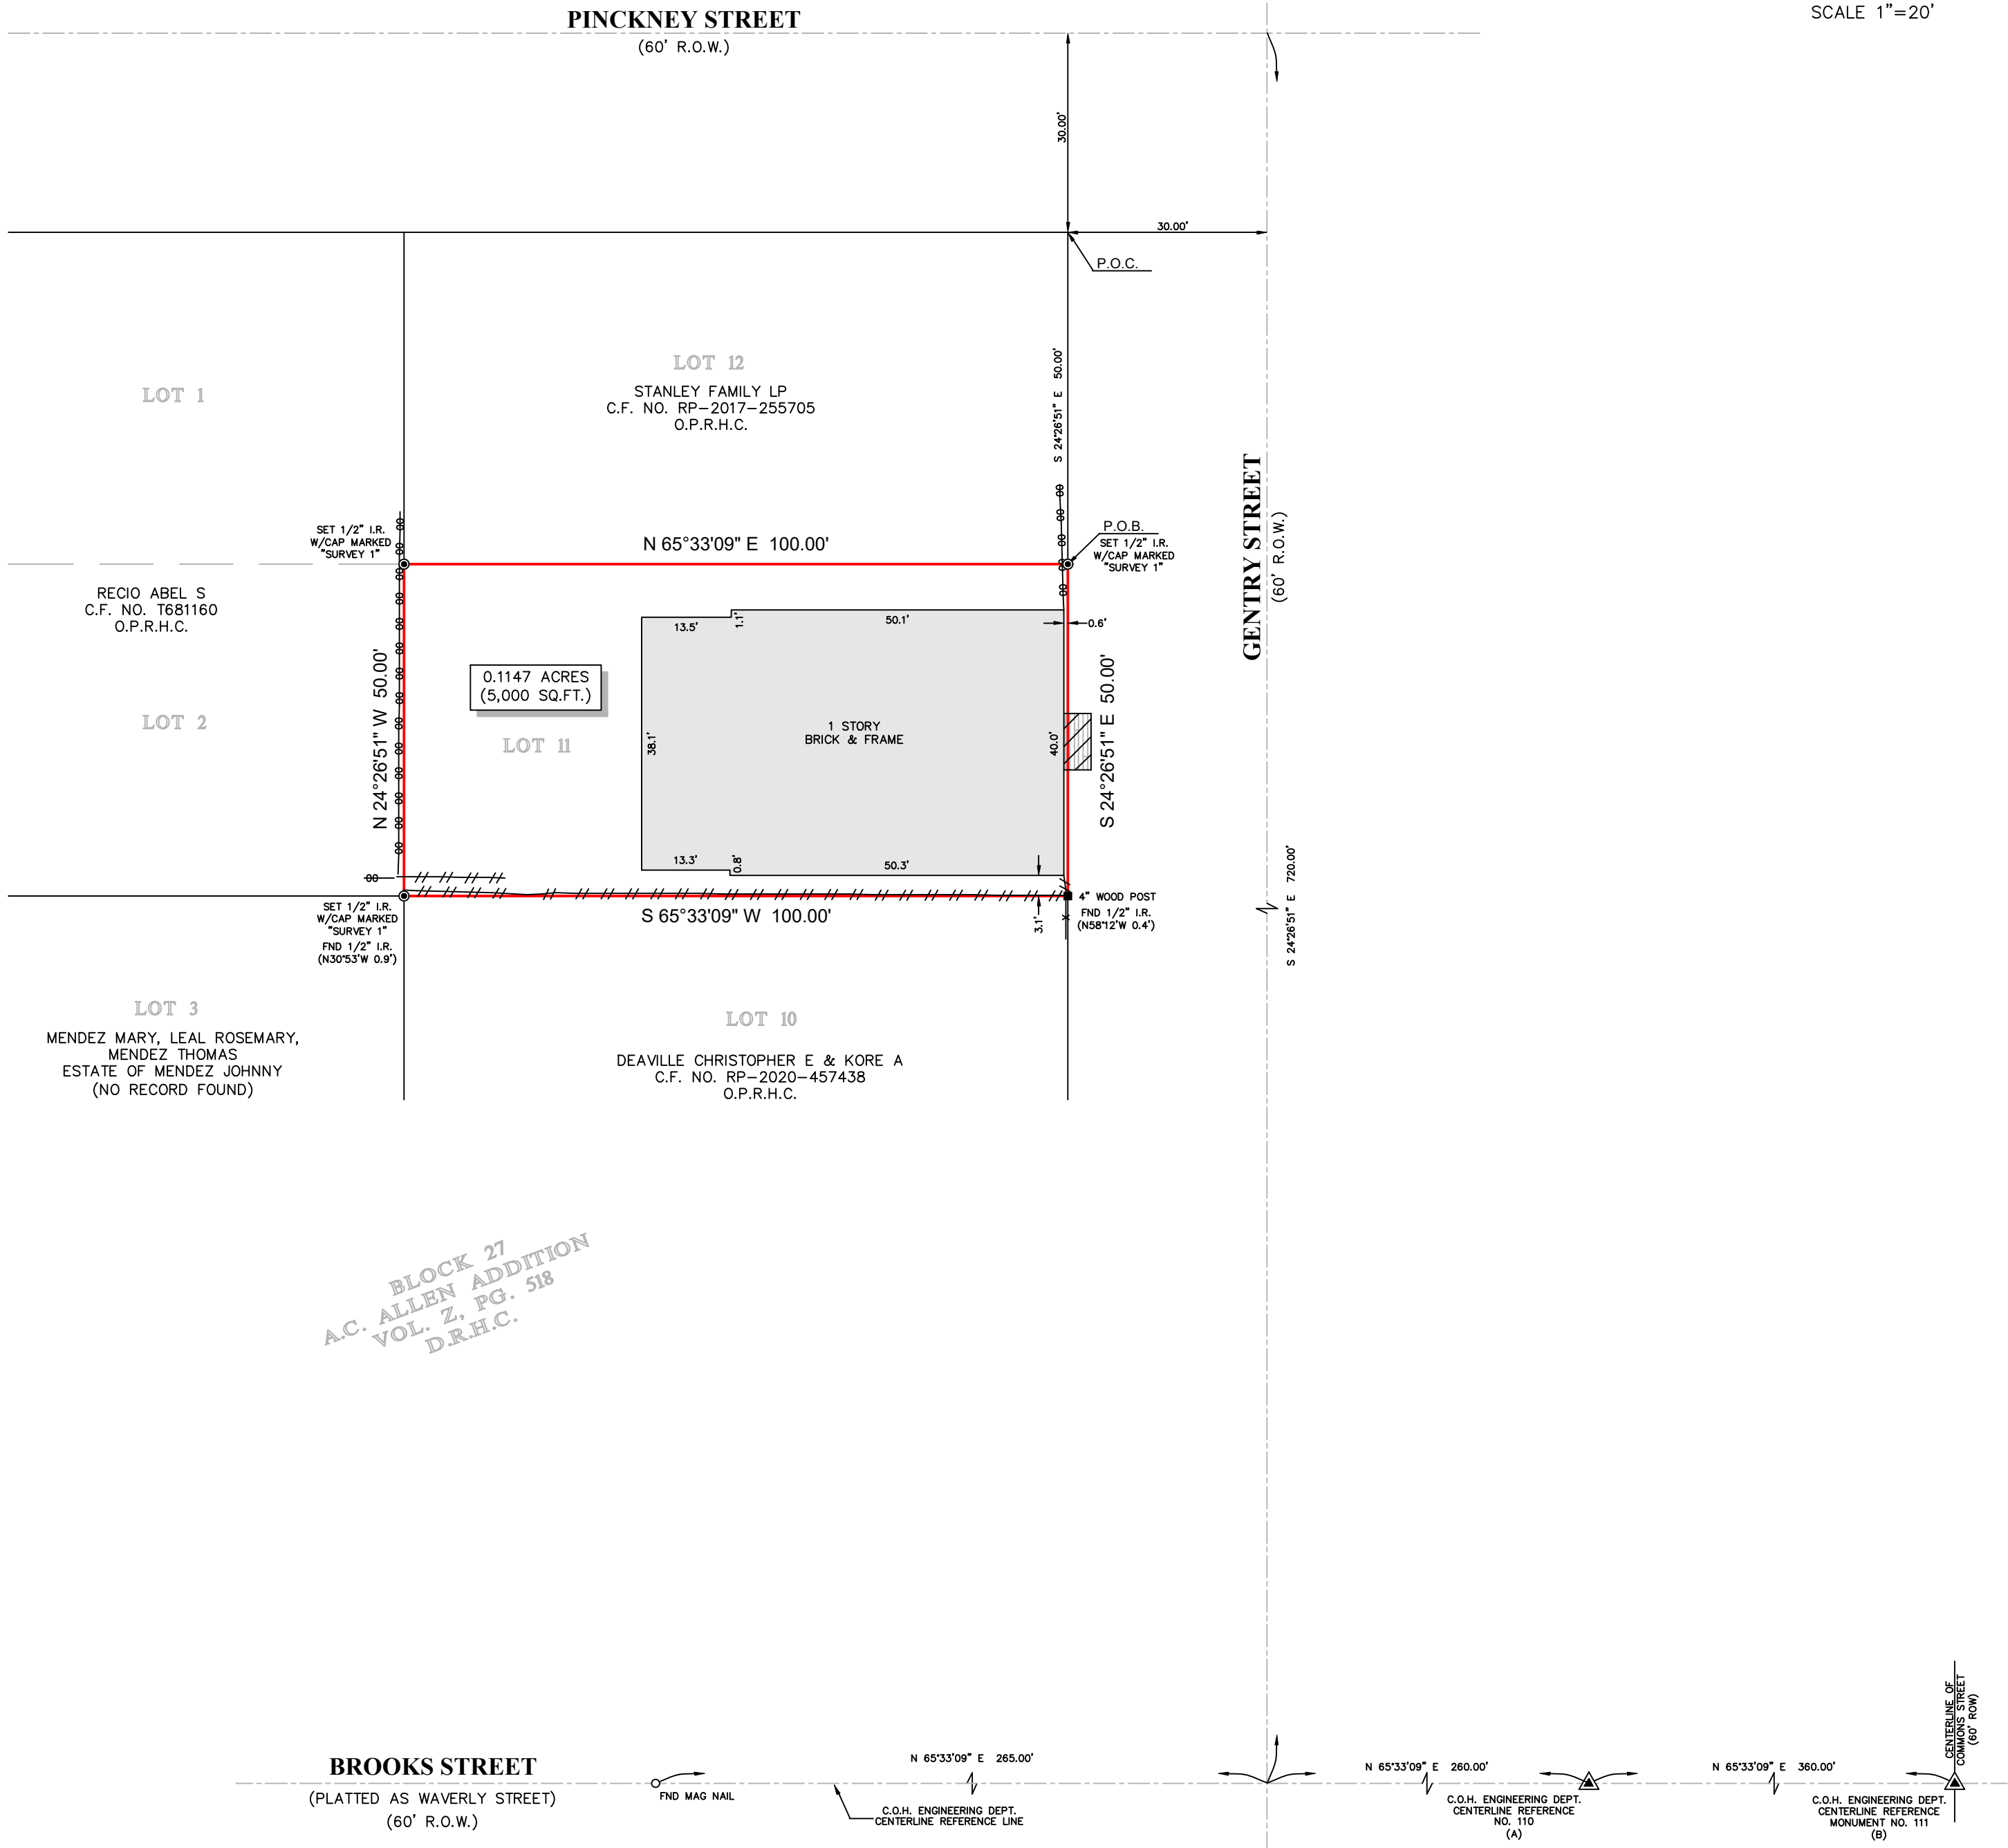 PINCKNEY STREET
(60' R.O.W.)
SCALE 1"=20'
30.00'
30.00'
P.O.C.
LOT 1
LOT 12
STANLEY FAMILY LP
C.F. NO. RP-2017-255705
O.P.R.H.C.
S 24°26'51" E 50.00'
GENTRY STREET
(60' R.O.W.)
SET 1/2" I.R.
W/CAP MARKED
"SURVEY 1"
N 65°33'09" E 100.00'
P.O.B.
SET 1/2" I.R.
W/CAP MARKED
"SURVEY 1"
RECIO ABEL S
C.F. NO. T681160
O.P.R.H.C.
LOT 2
N 24°26'51" W 50.00'
0.1147 ACRES
(5,000 SQ.FT.)
LOT 11
13.5'
1.1'
50.1'
0.6'
38.1'
1 STORY
BRICK & FRAME
40.0'
S 24°26'51" E 50.00'
13.3'
0.8'
50.3'
3.1'
S 65°33'09" W 100.00'
4" WOOD POST
FND 1/2" I.R.
(N58°12'W 0.4')
SET 1/2" I.R.
W/CAP MARKED
"SURVEY 1"
FND 1/2" I.R.
(N30°53'W 0.9')
S 24°26'51" E 720.00'
LOT 3
MENDEZ MARY, LEAL ROSEMARY,
MENDEZ THOMAS
ESTATE OF MENDEZ JOHNNY
(NO RECORD FOUND)
LOT 10
DEAVILLE CHRISTOPHER E & KORE A
C.F. NO. RP-2020-457438
O.P.R.H.C.
BLOCK 27
A.C. ALLEN ADDITION
VOL. Z, PG. 518
D.R.H.C.
BROOKS STREET
(PLATTED AS WAVERLY STREET)
(60' R.O.W.)
FND MAG NAIL
N 65°33'09" E 265.00'
C.O.H. ENGINEERING DEPT.
CENTERLINE REFERENCE LINE
N 65°33'09" E 260.00'
C.O.H. ENGINEERING DEPT.
CENTERLINE REFERENCE
NO. 110
(A)
N 65°33'09" E 360.00'
C.O.H. ENGINEERING DEPT.
CENTERLINE REFERENCE
MONUMENT NO. 111
(B)
CENTERLINE OF
COMMONS STREET
(60' ROW)